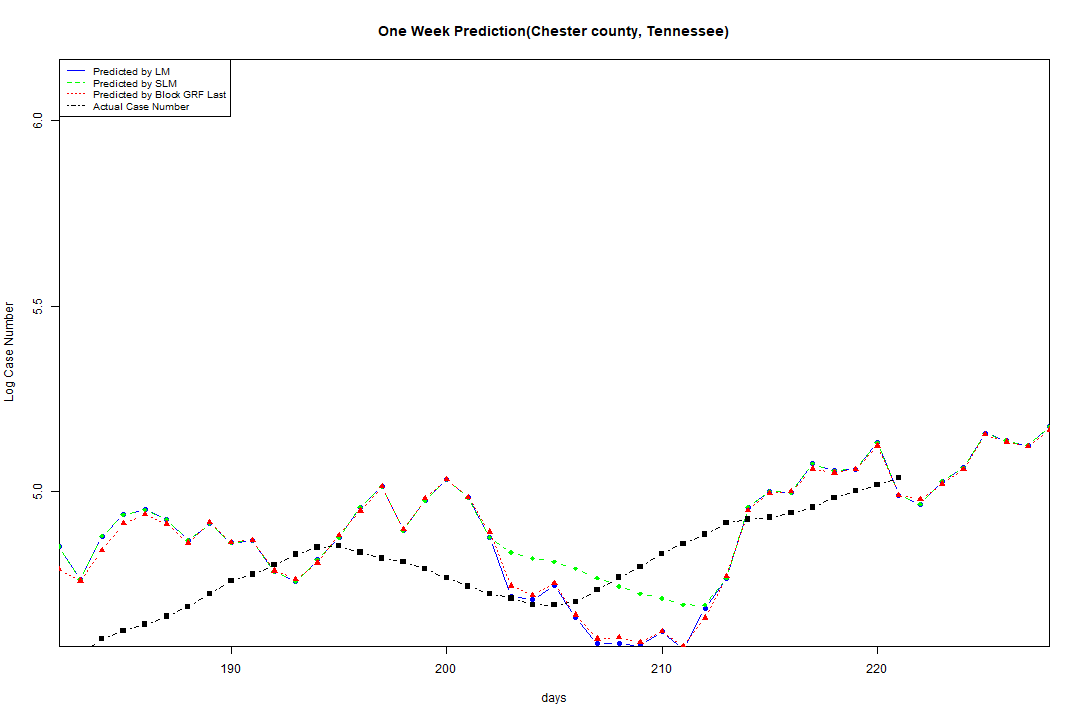 One Week Prediction(Chester county, Tennessee)
Predicted by LM
Predicted by SLM
Predicted by Block GRF Last
Actual Case Number
6.0
5.5
5.0
Log Case Number
190 200 210 220
days